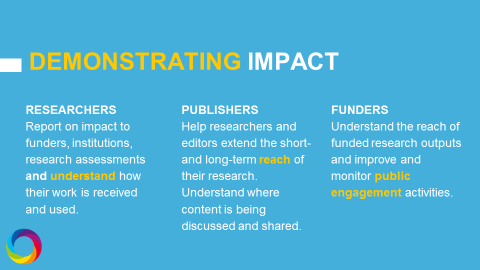 DEMONSTRATING IMPACT
RESEARCHERS
Report on impact to
funders, institutions,
research assessments
and understand how
their work is received
and used.
PUBLISHERS
Help researchers and
editors extend the short-
and long-term reach of
their research.
Understand where
content is being
discussed and shared.
FUNDERS
Understand the reach of
funded research outputs
and improve and
monitor public
engagement activities.